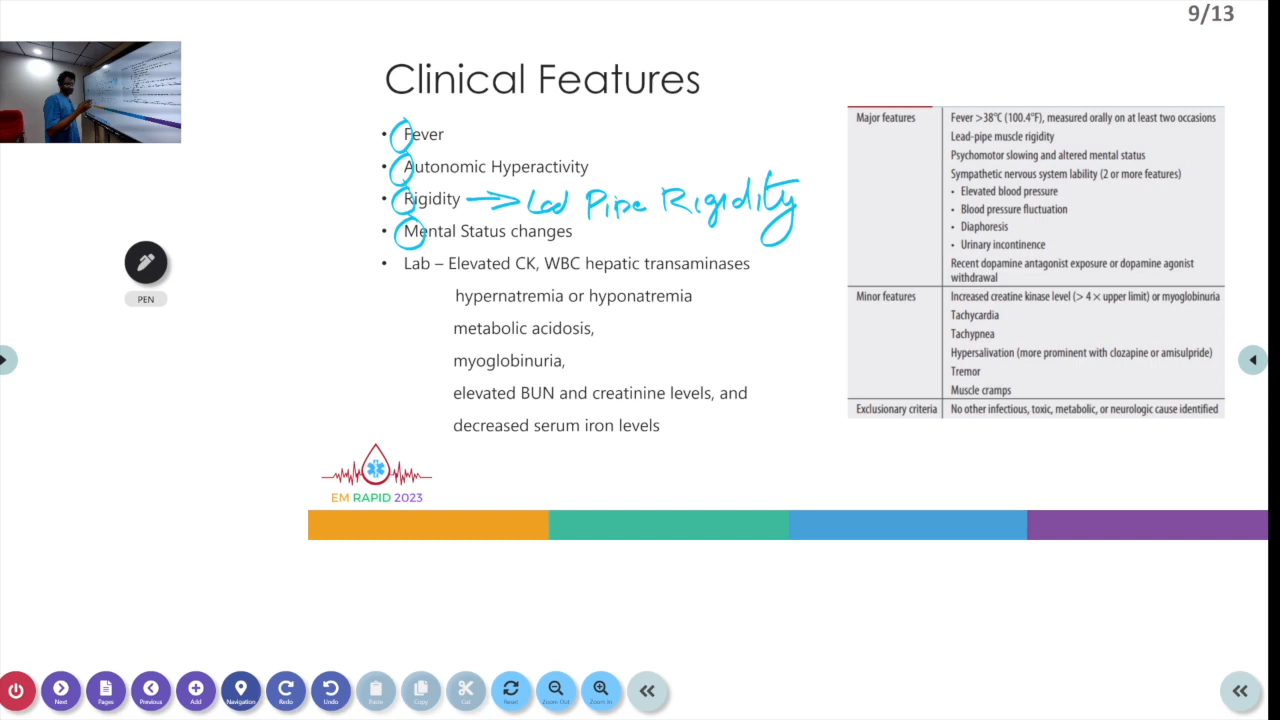 9/13
Clinical Features
• Fever
• Autonomic Hyperactivity
• Rigidity → Led Pipe Rigidity
• Mental Status changes
• Lab – Elevated CK, WBC hepatic transaminases
hypernatremia or hyponatremia
metabolic acidosis,
myoglobinuria,
elevated BUN and creatinine levels, and
decreased serum iron levels
Major features
Fever >38°C (100.4°F), measured orally on at least two occasions
Lead-pipe muscle rigidity
Psychomotor slowing and altered mental status
Sympathetic nervous system lability (2 or more features)
• Elevated blood pressure
• Blood pressure fluctuation
• Diaphoresis
• Urinary incontinence
Recent dopamine antagonist exposure or dopamine agonist
withdrawal
Minor features
Increased creatine kinase level (> 4 × upper limit) or myoglobinuria
Tachycardia
Tachypnea
Hypersalivation (more prominent with clozapine or amisulpride)
Tremor
Muscle cramps
Exclusionary criteria
No other infectious, toxic, metabolic, or neurologic cause identified
PEN
EM RAPID 2023
Next
Pages
Previous
Add
Navigation
Redo
Undo
Paste
Copy
Cut
Reset
Zoom Out
Zoom In